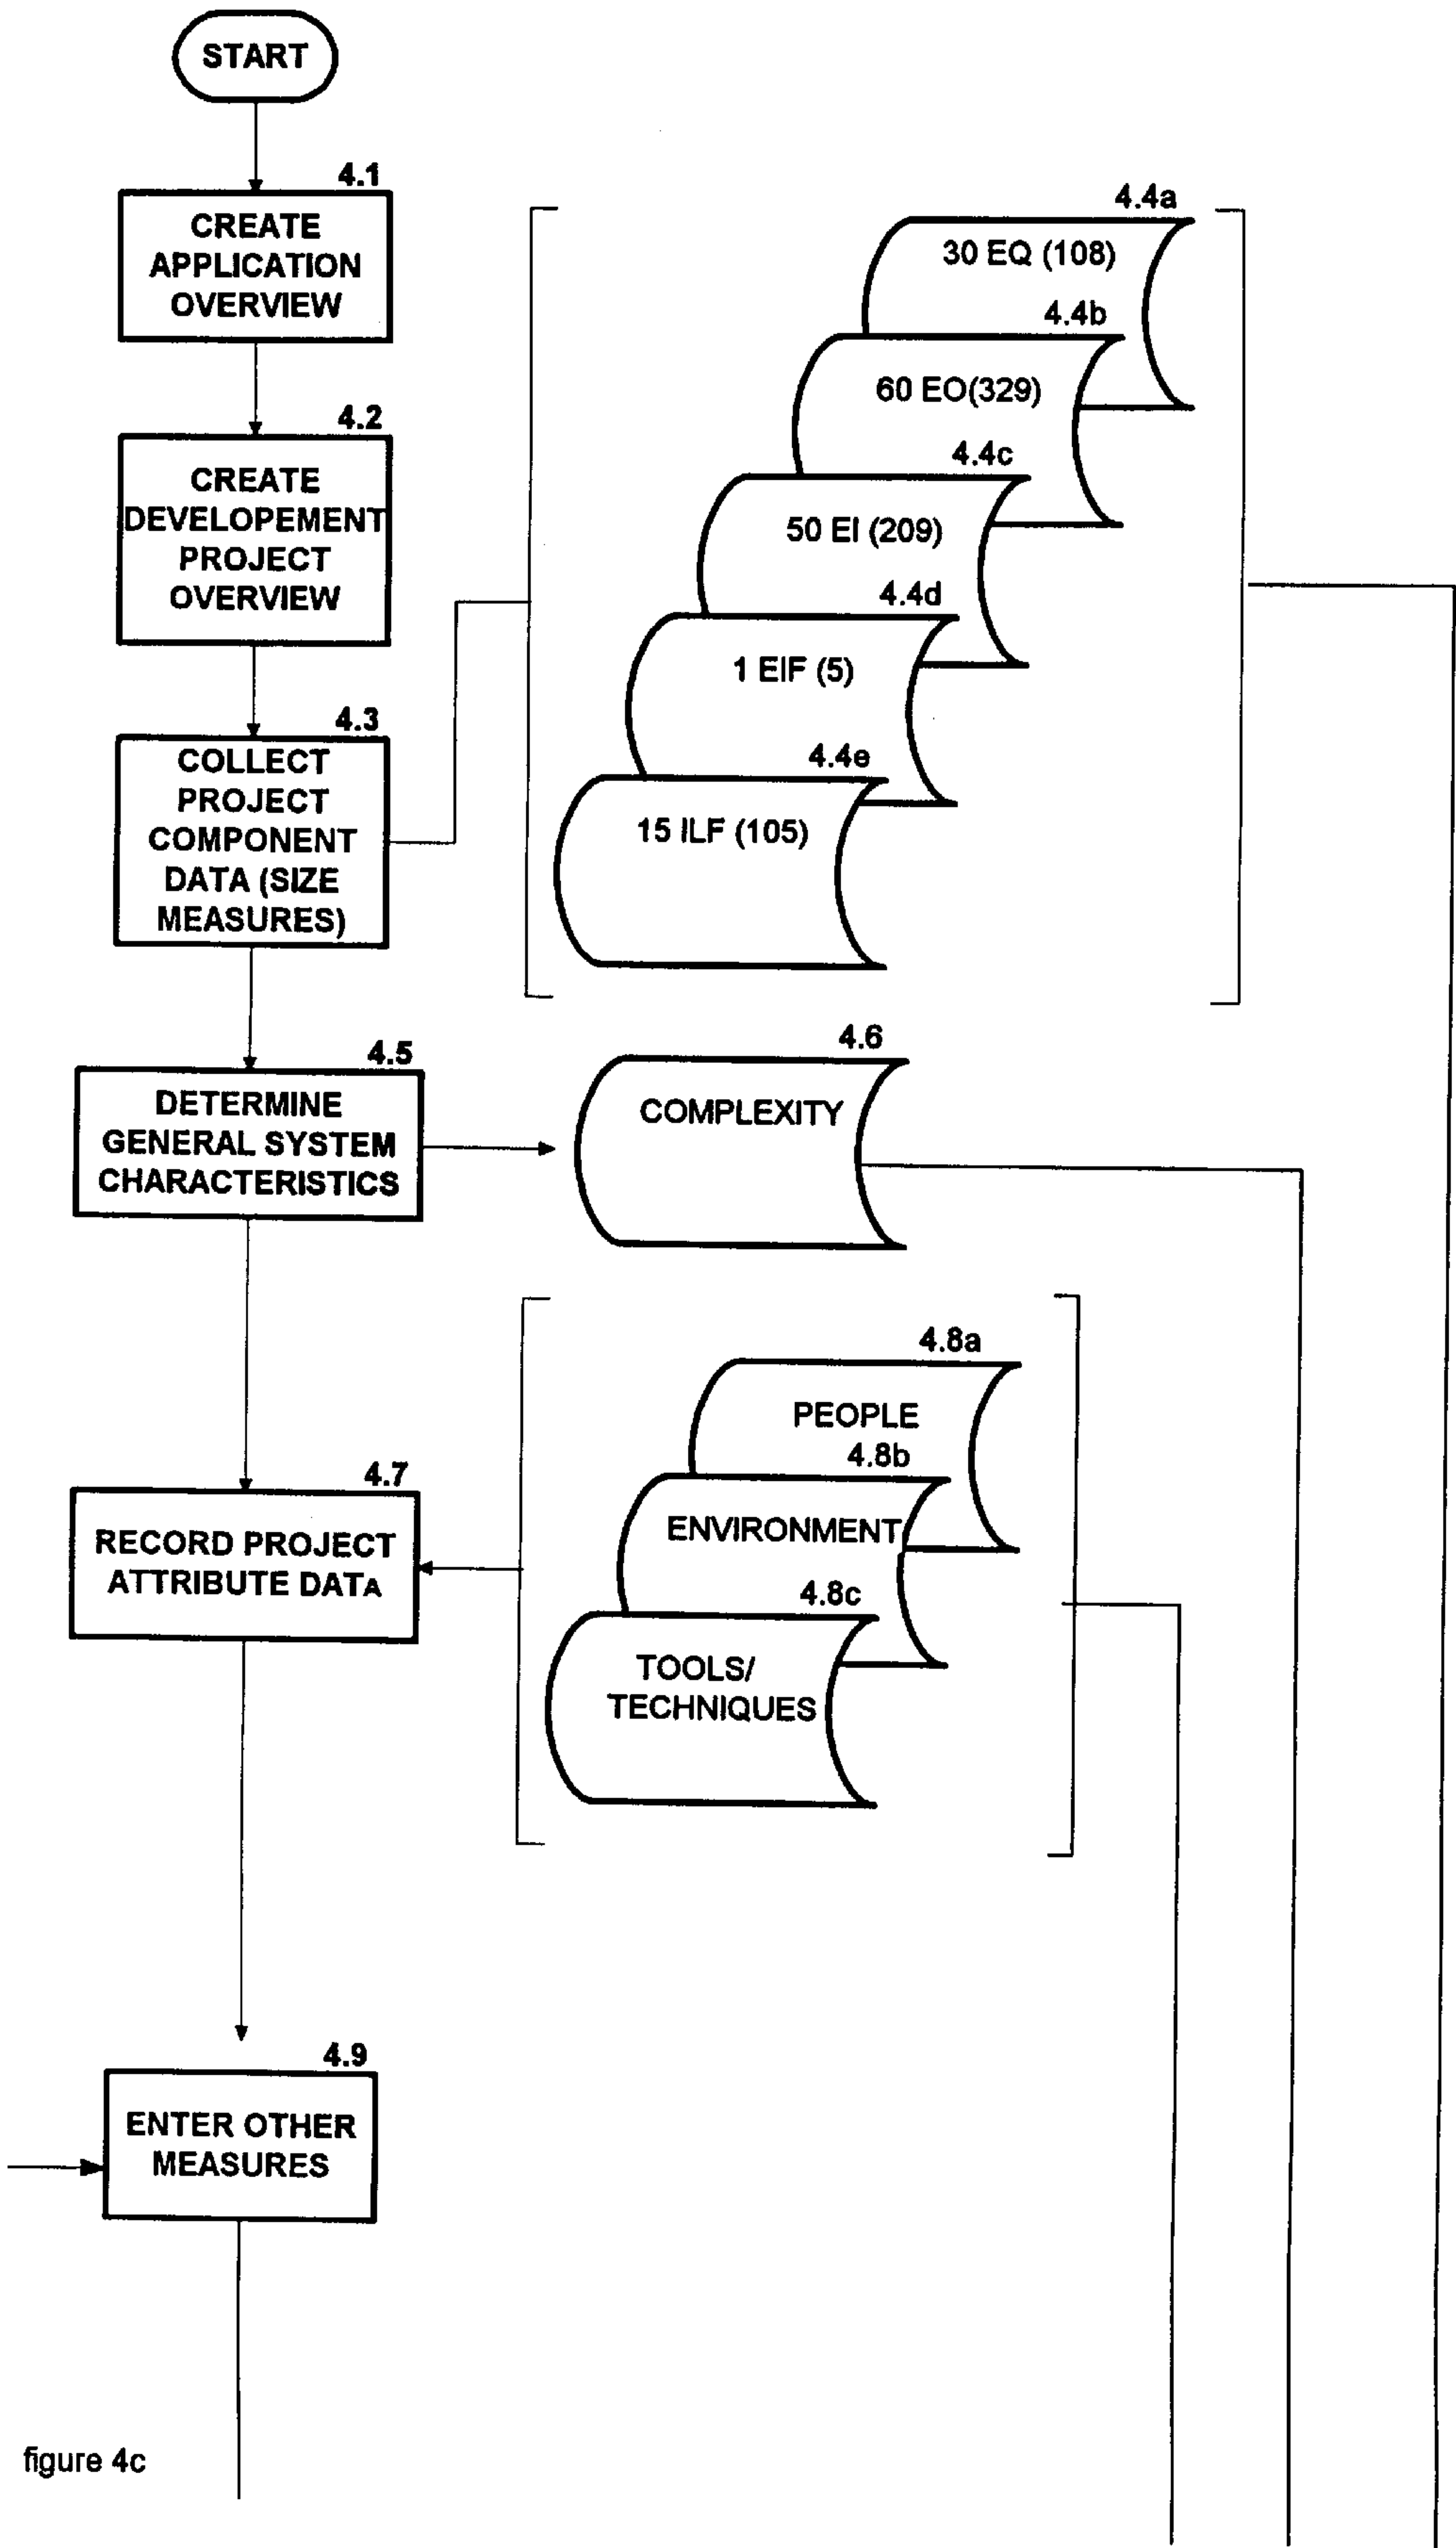 START
4.1
CREATE
APPLICATION
OVERVIEW
4.2
CREATE
DEVELOPEMENT
PROJECT
OVERVIEW
4.3
COLLECT
PROJECT
COMPONENT
DATA (SIZE
MEASURES)
4.4a
30 EQ (108)
4.4b
60 EO(329)
4.4c
50 EI (209)
4.4d
1 EIF (5)
4.4e
15 ILF (105)
4.5
DETERMINE
GENERAL SYSTEM
CHARACTERISTICS
4.6
COMPLEXITY
4.7
RECORD PROJECT
ATTRIBUTE DATA
4.8a
PEOPLE
4.8b
ENVIRONMENT
4.8c
TOOLS/
TECHNIQUES
4.9
ENTER OTHER
MEASURES
figure 4c